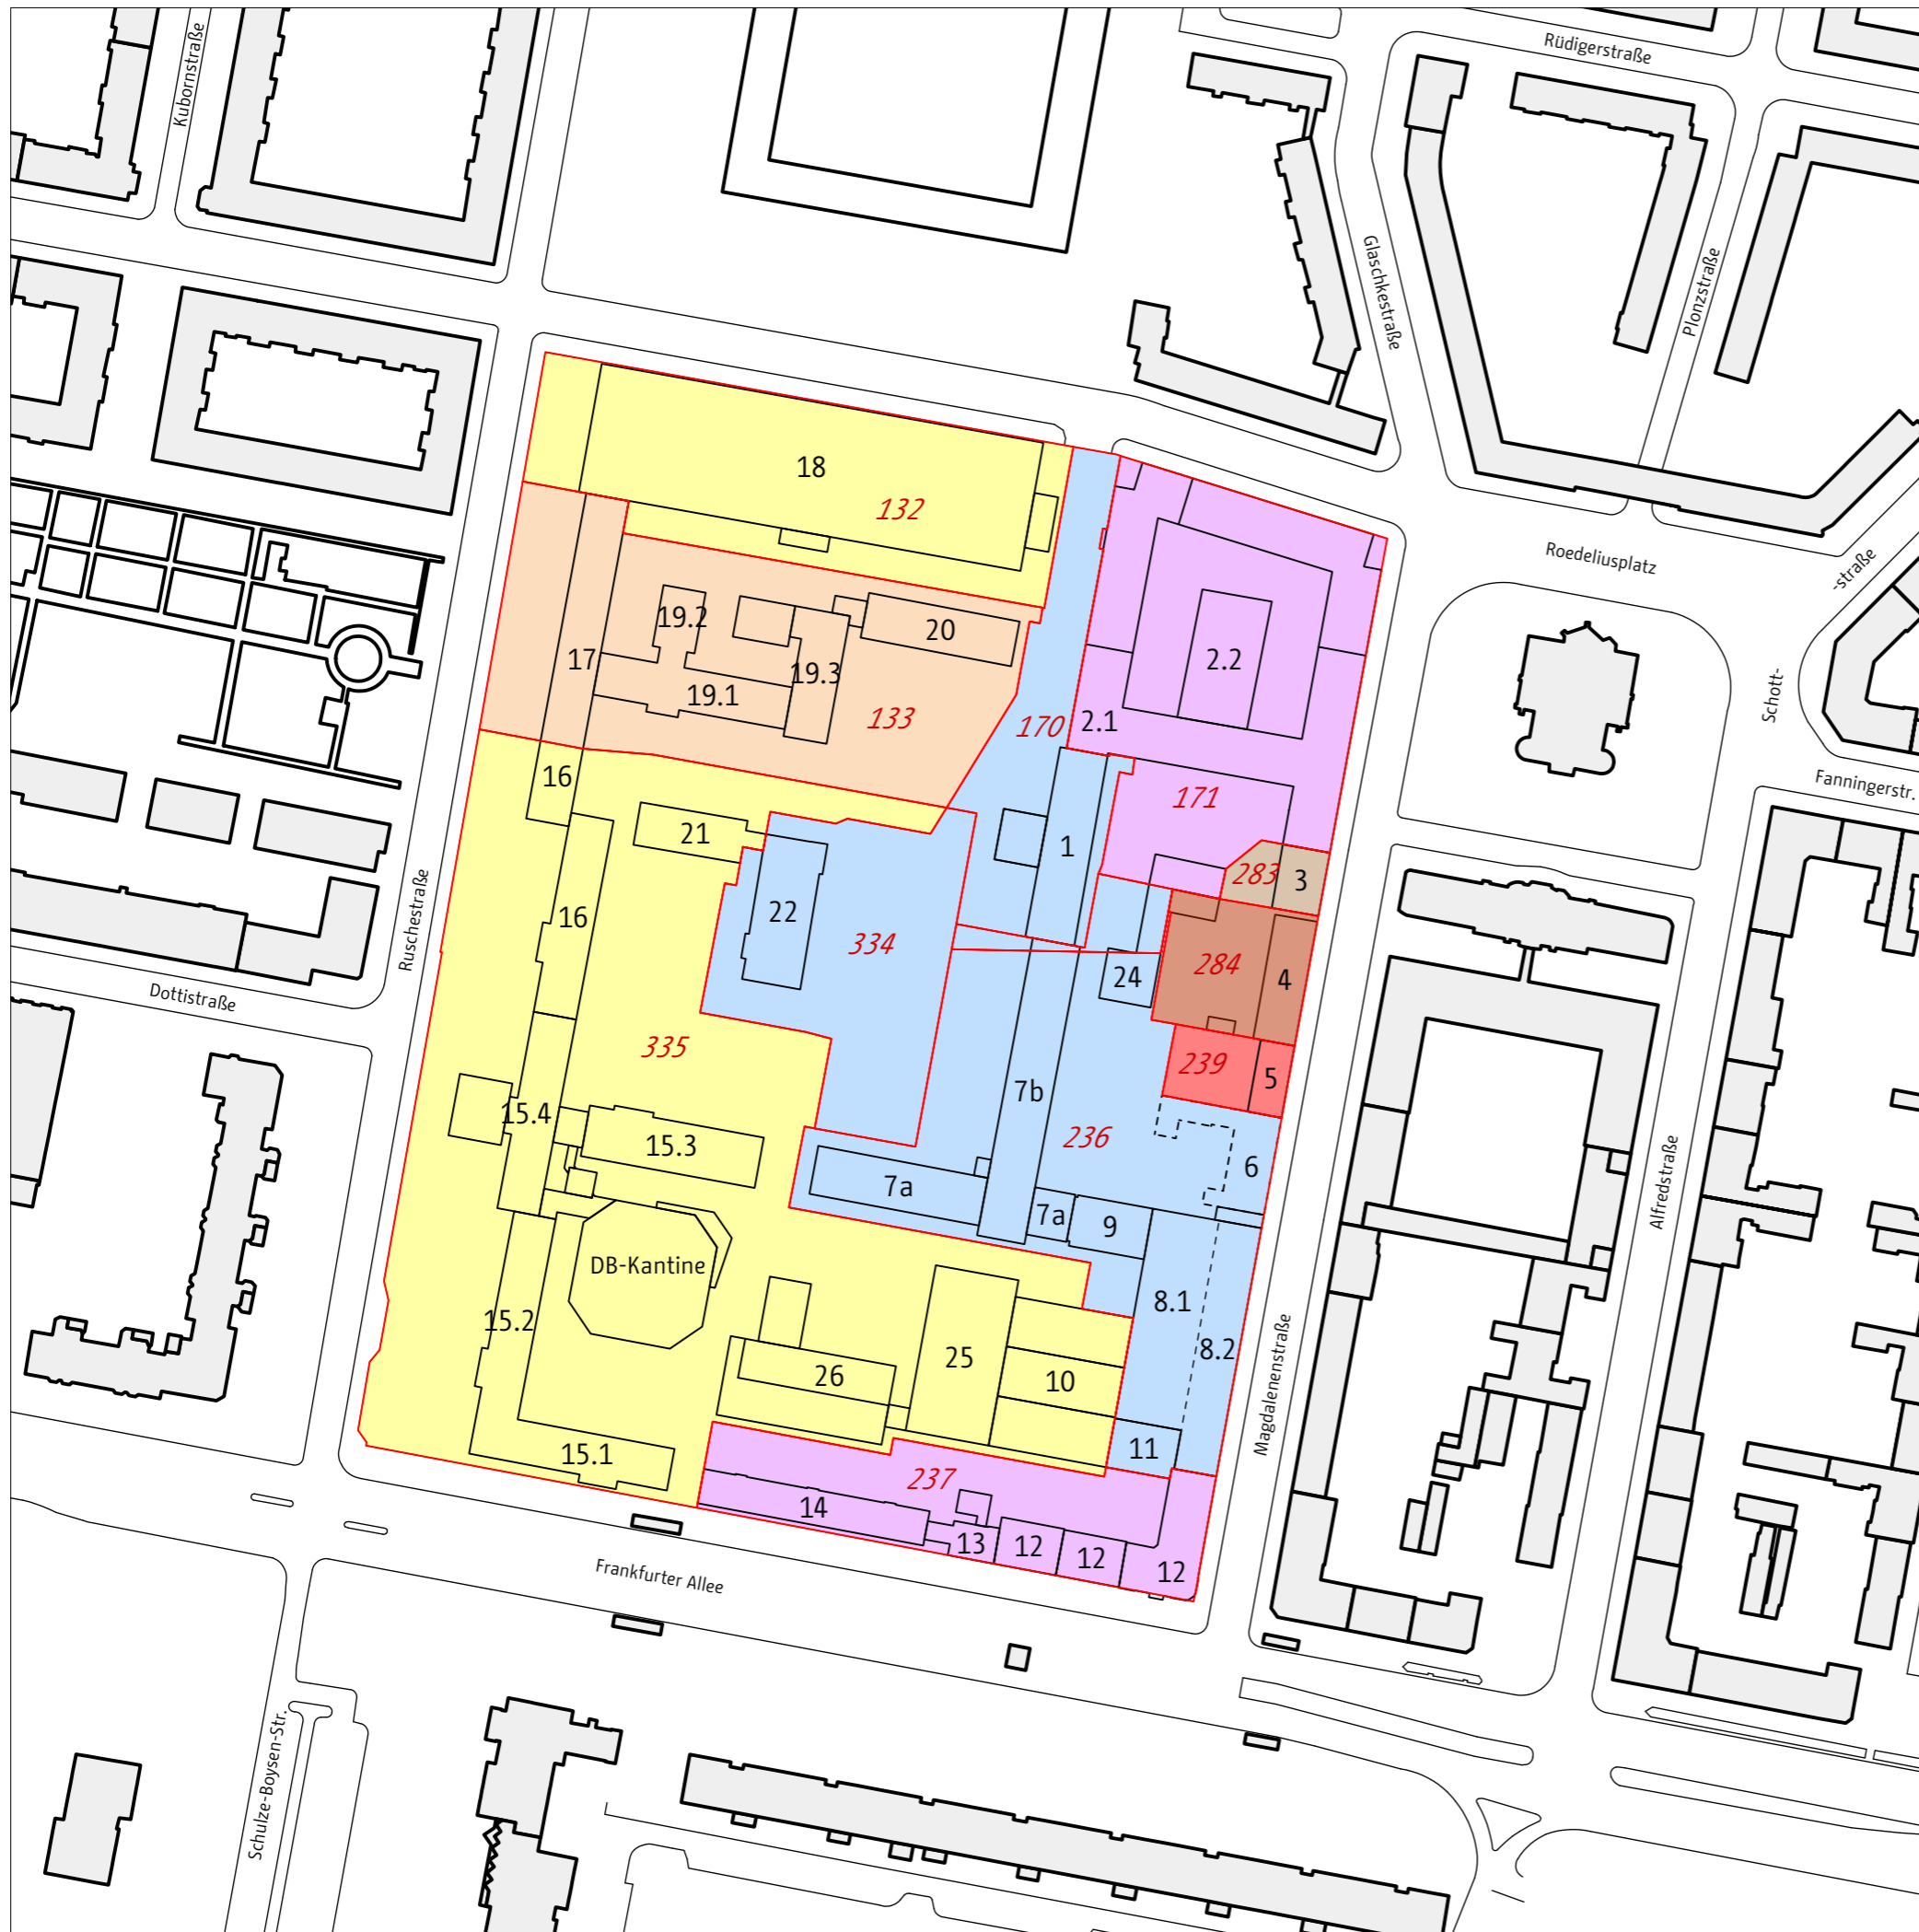 Kubornstraße
Rüdigerstraße
Glaschkestraße
Plonzstraße
18
132
Roedeliusplatz
-straße
19.2
20
17
19.3
2.2
19.1
133
170
2.1
Schott-
16
171
Fanningerstr.
21
1
283
3
Ruschestraße
16
22
334
284
4
24
Dottistraße
335
239
5
7b
15.4
15.3
236
6
Alfredstraße
7a
7a
9
DB-Kantine
8.1
15.2
8.2
25
26
10
Magdalenenstraße
15.1
11
237
14
13
12
12
12
Frankfurter Allee
Schulze-Boysen-Str.